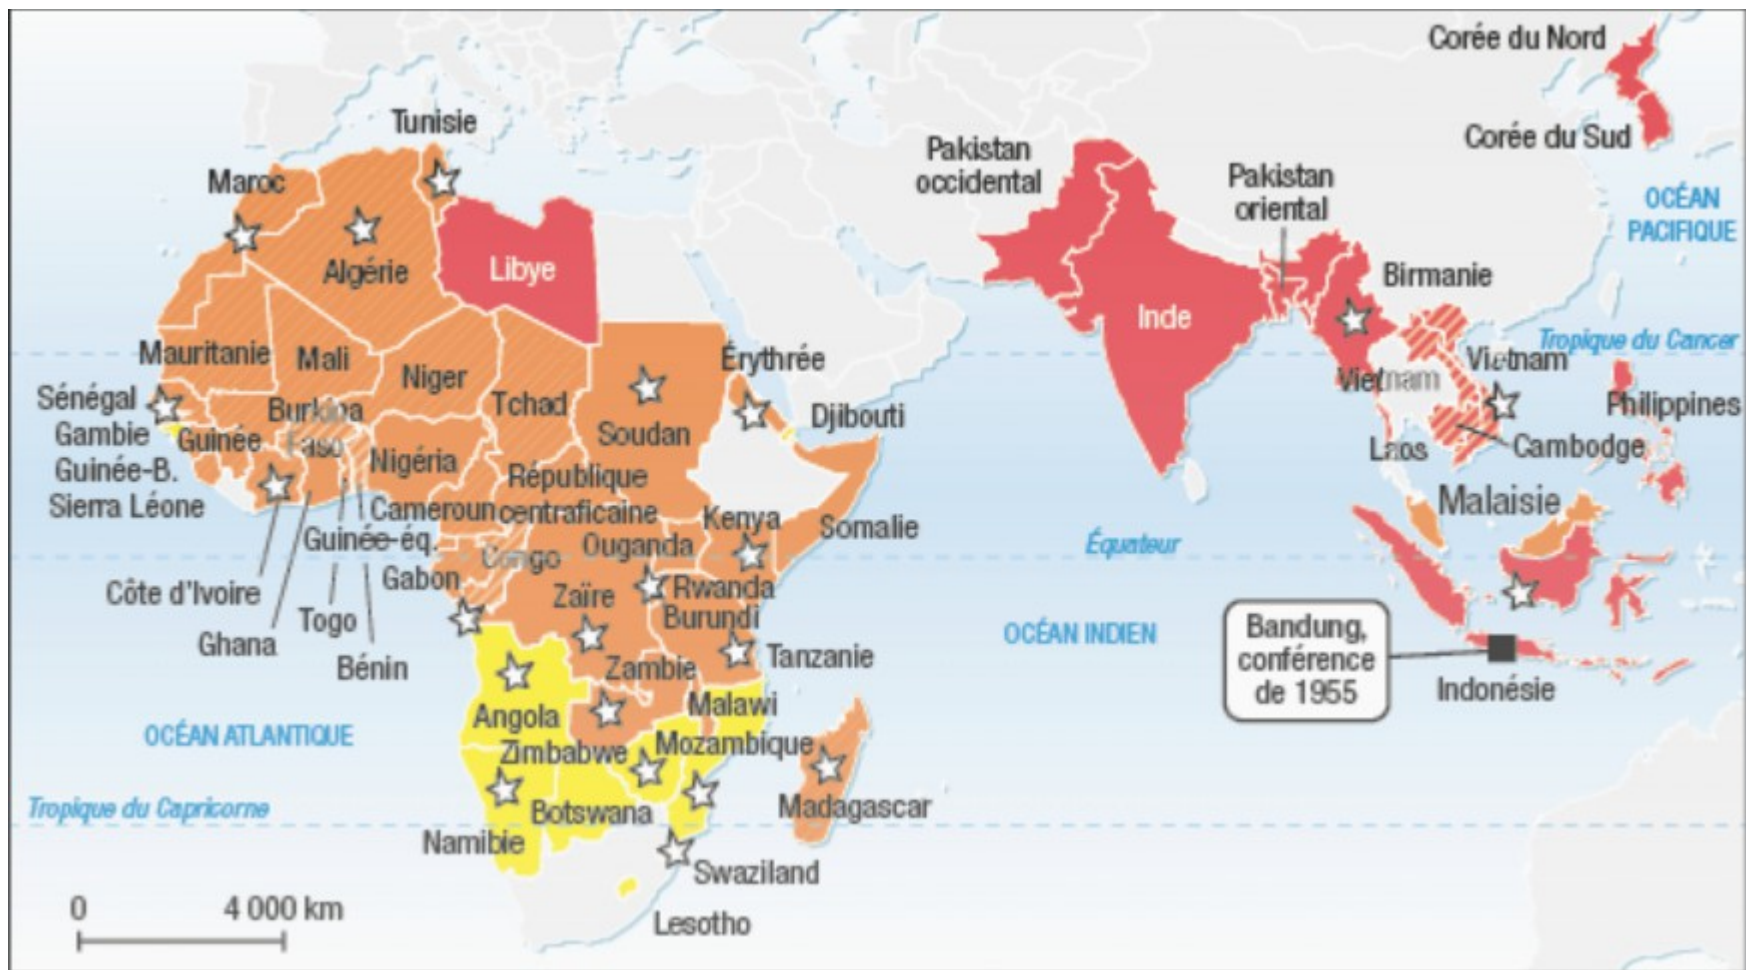 Corée du Nord
Corée du Sud
Tunisie
Pakistan
occidental
Pakistan
oriental
Maroc
OCÉAN
PACIFIQUE
Algérie
Libye
Birmanie
Inde
Tropique du Cancer
Mauritanie
Mali
Niger
Tchad
Érythrée
Vietnam
Vietnam
Sénégal
Gambie
Guinée-B.
Sierra Léone
Guinée
Burkina
Faso
Nigéria
Soudan
Djibouti
Philippines
Laos
Cambodge
République
centraficaine
Cameroun
Kenya
Somalie
Malaisie
Guinée-éq.
Congo
Ouganda
Équateur
Côte d'Ivoire
Gabon
Zaïre
Rwanda
Burundi
Ghana
Togo
Bénin
OCÉAN INDIEN
Bandung,
conférence
de 1955
Indonésie
Zambie
Tanzanie
Malawi
Angola
OCÉAN ATLANTIQUE
Zimbabwe
Mozambique
Tropique du Capricorne
Botswana
Madagascar
Namibie
Swaziland
Lesotho
0
4 000 km